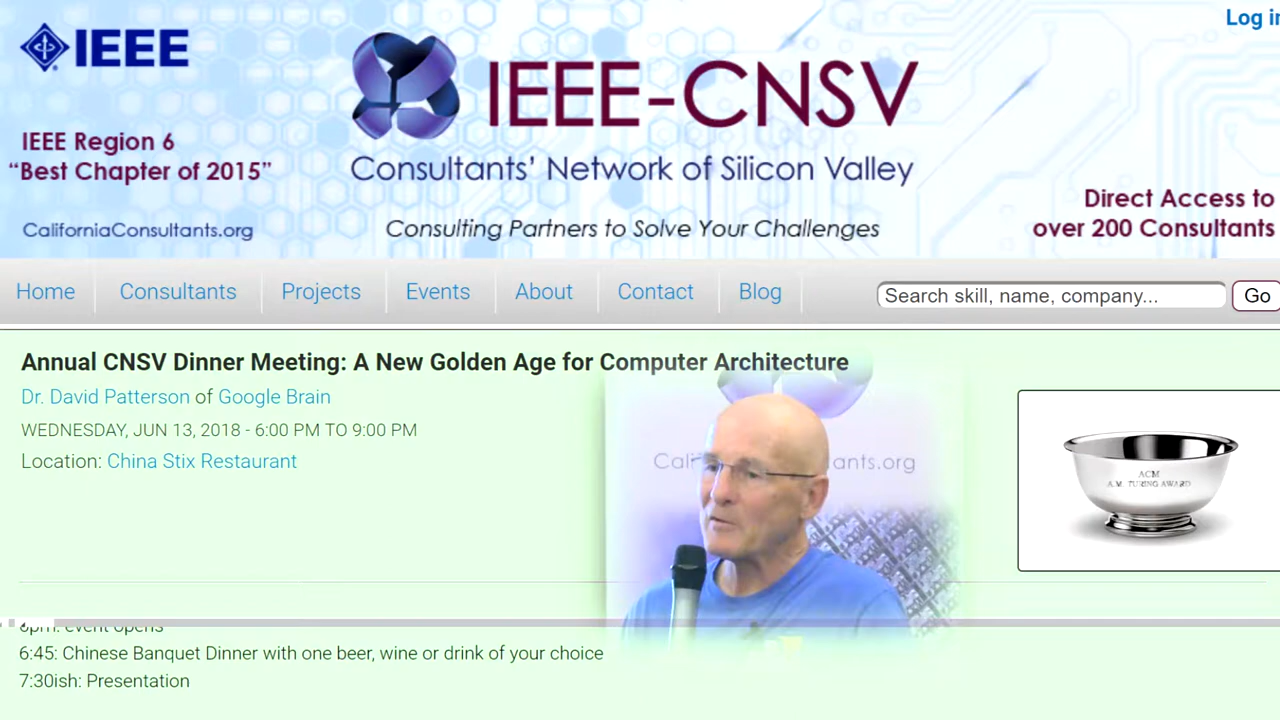 Log in
IEEE
IEEE-CNSV
IEEE Region 6
“Best Chapter of 2015”
Consultants’ Network of Silicon Valley
Direct Access to
over 200 Consultants
CaliforniaConsultants.org
Consulting Partners to Solve Your Challenges
Home Consultants Projects Events About Contact Blog
Search skill, name, company... Go
Annual CNSV Dinner Meeting: A New Golden Age for Computer Architecture
Dr. David Patterson of Google Brain
WEDNESDAY, JUN 13, 2018 - 6:00 PM TO 9:00 PM
Location: China Stix Restaurant
Cali ants.org
ACM
A.M. TURING AWARD
6pm: event opens
6:45: Chinese Banquet Dinner with one beer, wine or drink of your choice
7:30ish: Presentation